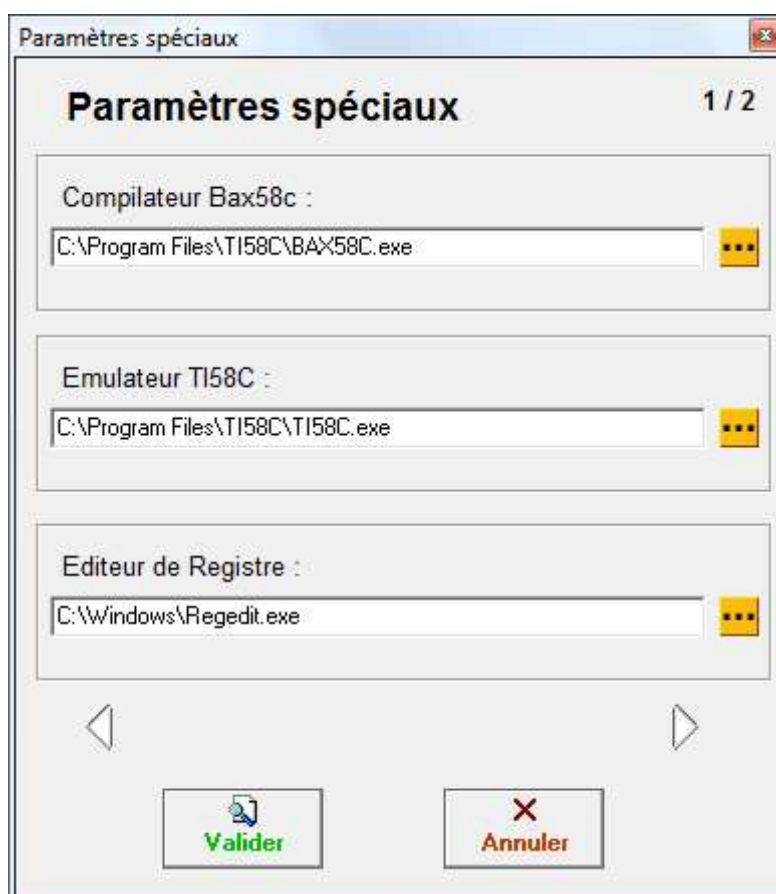 Paramètres spéciaux
Paramètres spéciaux 1 / 2
Compilateur Bax58c :
C:\Program Files\TI58C\BAX58C.exe
Emulateur TI58C :
C:\Program Files\TI58C\TI58C.exe
Editeur de Registre :
C:\Windows\Regedit.exe
Valider Annuler